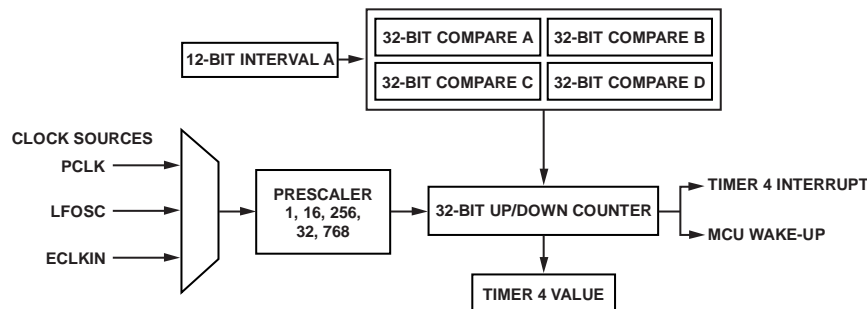 32-BIT COMPARE A
32-BIT COMPARE B
12-BIT INTERVAL A
32-BIT COMPARE C
32-BIT COMPARE D
CLOCK SOURCES
PCLK
LFOSC
ECLKIN
PRESCALER
1, 16, 256,
32, 768
32-BIT UP/DOWN COUNTER
TIMER 4 INTERRUPT
MCU WAKE-UP
TIMER 4 VALUE